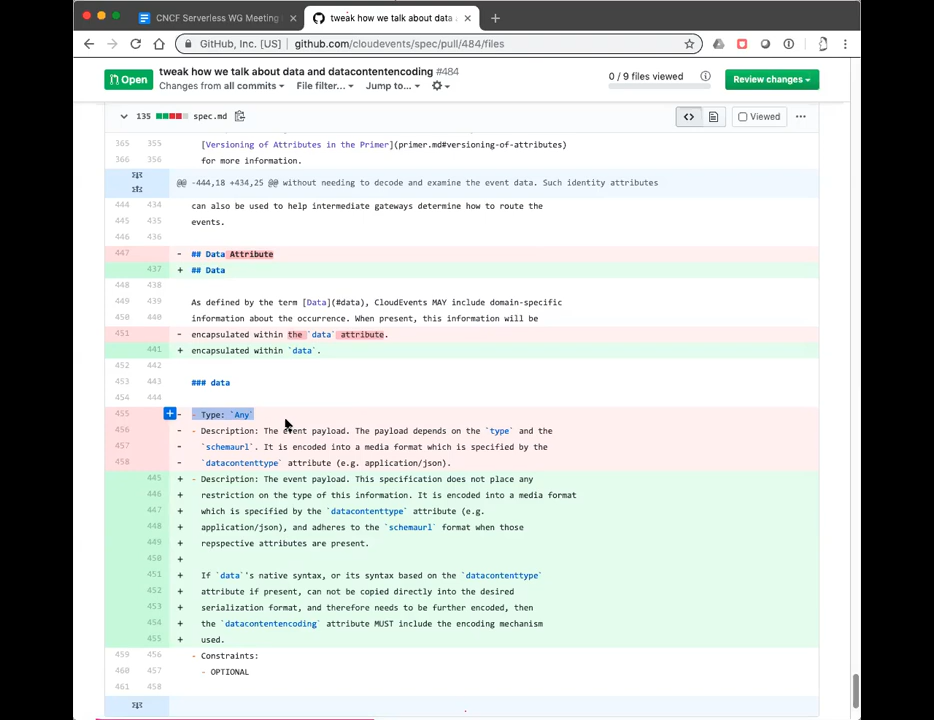 CNCF Serverless WG Meeting
tweak how we talk about data
GitHub, Inc. [US] | github.com/cloudevents/spec/pull/484/files
Open
tweak how we talk about data and datacontentencoding #484
Changes from all commits
File filter...
Jump to...
0 / 9 files viewed
Review changes
135 spec.md
Viewed
365 355 [Versioning of Attributes in the Primer](primer.md#versioning-of-attributes)
366 356 for more information.
@@ -444,18 +434,25 @@ without needing to decode and examine the event data. Such identity attributes
444 434 can also be used to help intermediate gateways determine how to route the
445 435 events.
446 436
447 - ## Data Attribute
437 + ## Data
448 438
449 439 As defined by the term [Data](#data), CloudEvents MAY include domain-specific
450 440 information about the occurrence. When present, this information will be
451 - encapsulated within the `data` attribute.
441 + encapsulated within `data`.
452 442
453 443 ### data
454 444
455 + - - Type: `Any`
456 - - Description: The event payload. The payload depends on the `type` and the
457 - `schemaurl`. It is encoded into a media format which is specified by the
458 - `datacontenttype` attribute (e.g. application/json).
445 + - Description: The event payload. This specification does not place any
446 + restriction on the type of this information. It is encoded into a media format
447 + which is specified by the `datacontenttype` attribute (e.g.
448 + application/json), and adheres to the `schemaurl` format when those
449 + repspective attributes are present.
450 +
451 + If `data`'s native syntax, or its syntax based on the `datacontenttype`
452 + attribute if present, can not be copied directly into the desired
453 + serialization format, and therefore needs to be further encoded, then
454 + the `datacontentencoding` attribute MUST include the encoding mechanism
455 + used.
459 456 - Constraints:
460 457 - OPTIONAL
461 458